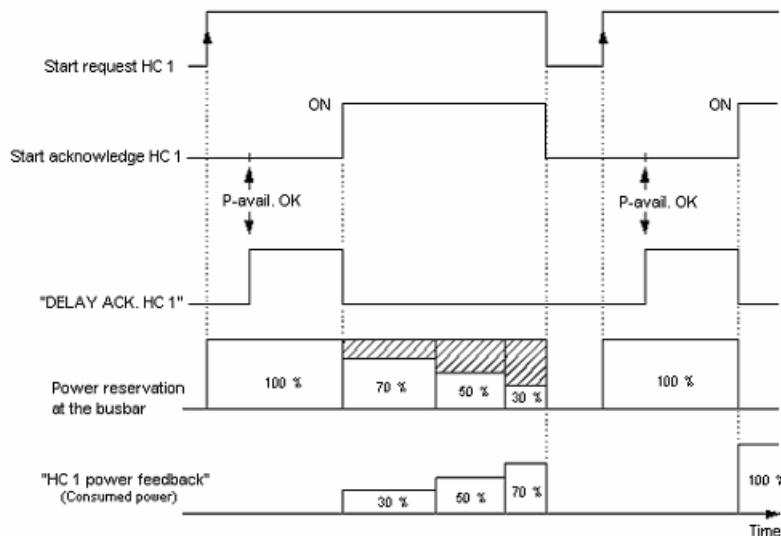 Start request HC 1
ON
ON
Start acknowledge HC 1
P-avail. OK
P-avail. OK
"DELAY ACK. HC 1"
100 %
70 %
50 %
30 %
100 %
Power reservation
at the busbar
"HC 1 power feedback"
(Consumed power)
30 %
50 %
70 %
100 %
Time